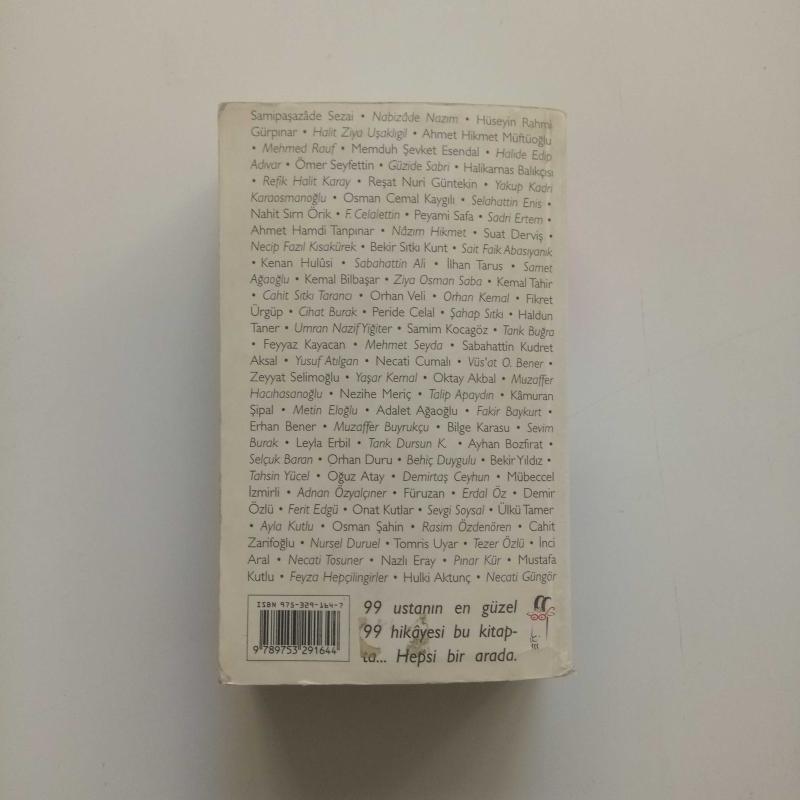 Samipaşazâde Sezai • Nabizâde Nazım • Hüseyin Rahmi
Gürpınar • Halit Ziya Uşaklıgil • Ahmet Hikmet Müftüoğlu
• Mehmed Rauf • Memduh Şevket Esendal • Halide Edip
Adıvar • Ömer Seyfettin • Güzide Sabri • Halikarnas Balıkçısı
• Refik Halit Karay • Reşat Nuri Güntekin • Yakup Kadri
Karaosmanoğlu • Osman Cemal Kaygılı • Selahattin Enis •
Nahit Sırrı Örik • F. Celalettin • Peyami Safa • Sadri Ertem •
Ahmet Hamdi Tanpınar • Nâzım Hikmet • Suat Derviş •
Necip Fazıl Kısakürek • Bekir Sıtkı Kunt • Sait Faik Abasıyanık
• Kenan Hulûsi • Sabahattin Ali • İlhan Tarus • Samet
Ağaoğlu • Kemal Bilbaşar • Ziya Osman Saba • Kemal Tahir
• Cahit Sıtkı Tarancı • Orhan Veli • Orhan Kemal • Fikret
Ürgüp • Cihat Burak • Peride Celal • Şahap Sıtkı • Haldun
Taner • Umran Nazif Yiğiter • Samim Kocagöz • Tarık Buğra
• Feyyaz Kayacan • Mehmet Seyda • Sabahattin Kudret
Aksal • Yusuf Atılgan • Necati Cumalı • Vüs'at O. Bener •
Zeyyat Selimoğlu • Yaşar Kemal • Oktay Akbal • Muzaffer
Hacıhasanoğlu • Nezihe Meriç • Talip Apaydın • Kâmuran
Şipal • Metin Eloğlu • Adalet Ağaoğlu • Fakir Baykurt •
Erhan Bener • Muzaffer Buyrukçu • Bilge Karasu • Sevim
Burak • Leyla Erbil • Tarık Dursun K. • Ayhan Bozfırat •
Selçuk Baran • Orhan Duru • Behiç Duygulu • Bekir Yıldız •
Tahsin Yücel • Oğuz Atay • Demirtaş Ceyhun • Mübeccel
İzmirli • Adnan Özyalçıner • Füruzan • Erdal Öz • Demir
Özlü • Ferit Edgü • Onat Kutlar • Sevgi Soysal • Ülkü Tamer
• Ayla Kutlu • Osman Şahin • Rasim Özdenören • Cahit
Zarifoğlu • Nursel Duruel • Tomris Uyar • Tezer Özlü • İnci
Aral • Necati Tosuner • Nazlı Eray • Pınar Kür • Mustafa
Kutlu • Feyza Hepçilingirler • Hulki Aktunç • Necati Güngör
ISBN 975-329-164-7
9 789753 291644
99 ustanın en güzel
99 hikâyesi bu kitap-
ta... Hepsi bir arada.